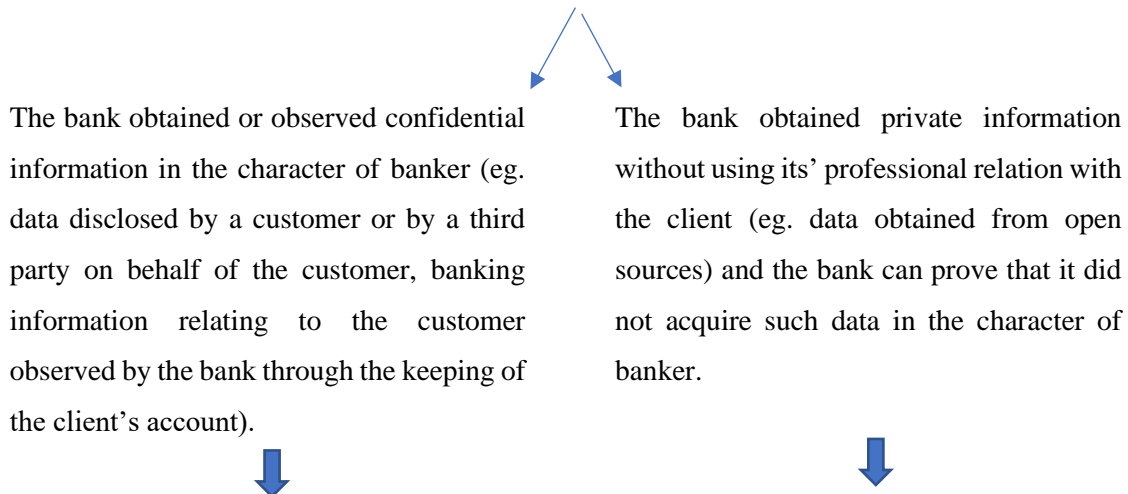 The bank obtained or observed confidential
information in the character of banker (eg.
data disclosed by a customer or by a third
party on behalf of the customer, banking
information relating to the customer
observed by the bank through the keeping of
the client’s account).
The bank obtained private information
without using its’ professional relation with
the client (eg. data obtained from open
sources) and the bank can prove that it did
not acquire such data in the character of
banker.